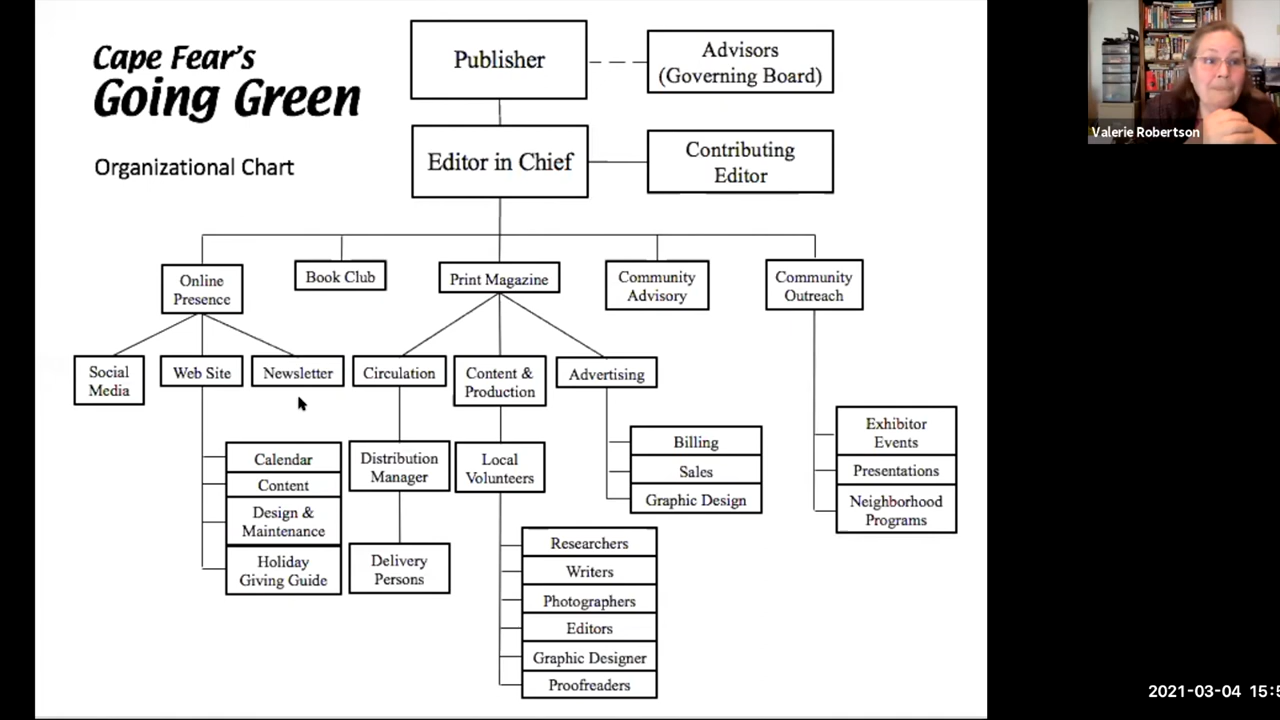 Cape Fear's
Going Green
Organizational Chart
Publisher
Advisors
(Governing Board)
Editor in Chief
Contributing
Editor
Online
Presence
Book Club
Print Magazine
Community
Advisory
Community
Outreach
Social
Media
Web Site
Newsletter
Circulation
Content &
Production
Advertising
Calendar
Content
Design &
Maintenance
Holiday
Giving Guide
Distribution
Manager
Delivery
Persons
Local
Volunteers
Researchers
Writers
Photographers
Editors
Graphic Designer
Proofreaders
Billing
Sales
Graphic Design
Exhibitor
Events
Presentations
Neighborhood
Programs
Valerie Robertson
2021-03-04 15:5